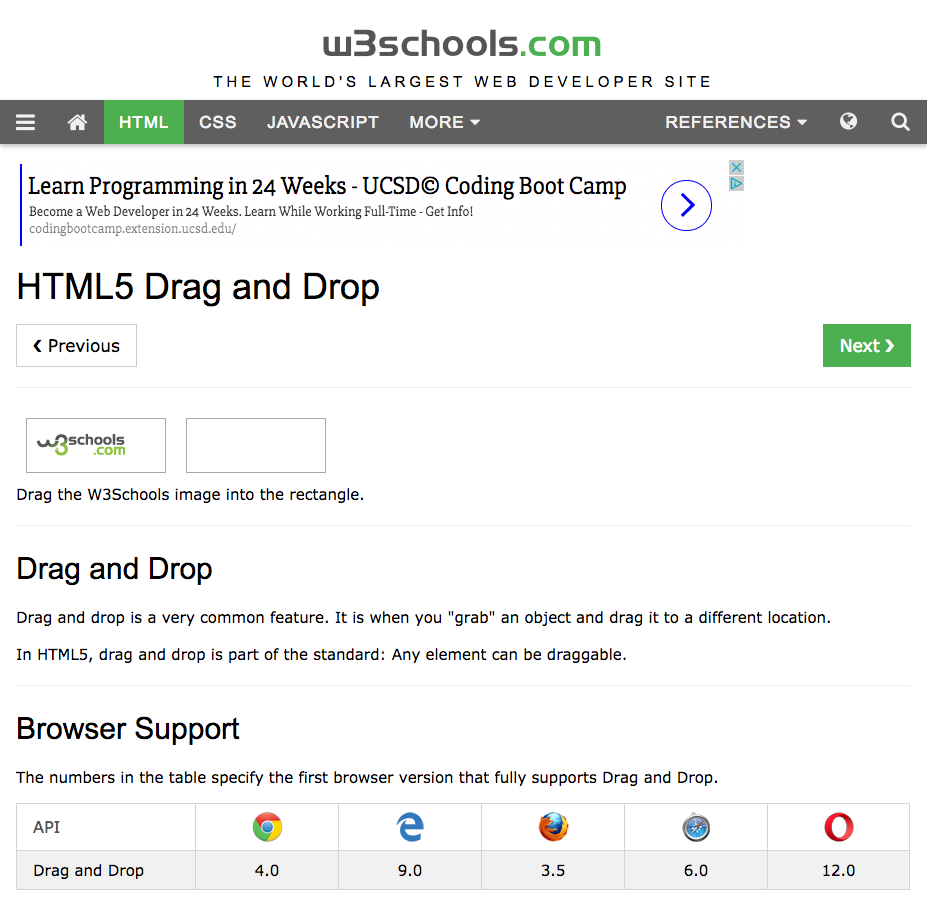 w3schools.com
THE WORLD'S LARGEST WEB DEVELOPER SITE
HTML CSS JAVASCRIPT MORE REFERENCES
Learn Programming in 24 Weeks - UCSD© Coding Boot Camp
Become a Web Developer in 24 Weeks. Learn While Working Full-Time - Get Info!
codingbootcamp.extension.ucsd.edu/
HTML5 Drag and Drop
❮ Previous Next ❯
w3schools
.com
Drag the W3Schools image into the rectangle.
Drag and Drop
Drag and drop is a very common feature. It is when you "grab" an object and drag it to a different location.
In HTML5, drag and drop is part of the standard: Any element can be draggable.
Browser Support
The numbers in the table specify the first browser version that fully supports Drag and Drop.
API
Drag and Drop 4.0 9.0 3.5 6.0 12.0